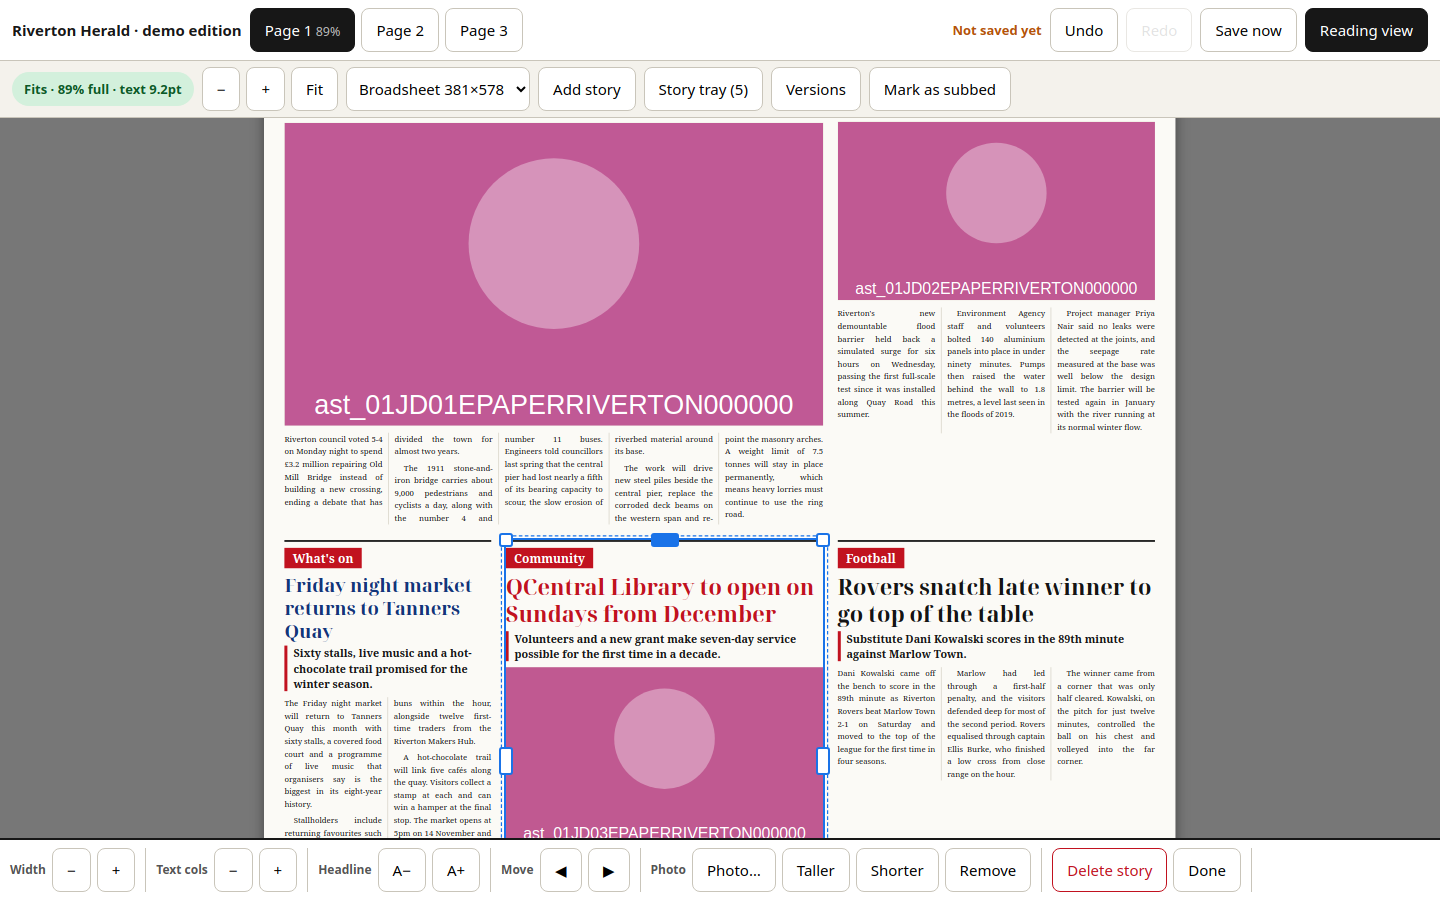 Riverton Herald · demo edition
Page 1 89%
Page 2
Page 3
Not saved yet
Undo
Redo
Save now
Reading view
Fits · 89% full · text 9.2pt
−
+
Fit
Broadsheet 381×578
Add story
Story tray (5)
Versions
Mark as subbed
ast_01JD01EPAPERRIVERTON000000
Riverton council voted 5-4
on Monday night to spend
£3.2 million repairing Old
Mill Bridge instead of
building a new crossing,
ending a debate that has
divided the town for
almost two years.
The 1911 stone-and-
iron bridge carries about
9,000 pedestrians and
cyclists a day, along with
the number 4 and
number 11 buses.
Engineers told councillors
last spring that the central
pier had lost nearly a fifth
of its bearing capacity to
scour, the slow erosion of
riverbed material around
its base.
The work will drive
new steel piles beside the
central pier, replace the
corroded deck beams on
the western span and re-
point the masonry arches.
A weight limit of 7.5
tonnes will stay in place
permanently, which
means heavy lorries must
continue to use the ring
road.
ast_01JD02EPAPERRIVERTON000000
Riverton's new
demountable flood
barrier held back a
simulated surge for six
hours on Wednesday,
passing the first full-scale
test since it was installed
along Quay Road this
summer.
Environment Agency
staff and volunteers
bolted 140 aluminium
panels into place in under
ninety minutes. Pumps
then raised the water
behind the wall to 1.8
metres, a level last seen in
the floods of 2019.
Project manager Priya
Nair said no leaks were
detected at the joints, and
the seepage rate
measured at the base was
well below the design
limit. The barrier will be
tested again in January
with the river running at
its normal winter flow.
What's on
Friday night market
returns to Tanners
Quay
Sixty stalls, live music and a hot-
chocolate trail promised for the
winter season.
The Friday night market
will return to Tanners
Quay this month with
sixty stalls, a covered food
court and a programme
of live music that
organisers say is the
biggest in its eight-year
history.
Stallholders include
returning favourites such
buns within the hour,
alongside twelve first-
time traders from the
Riverton Makers Hub.
A hot-chocolate trail
will link five cafés along
the quay. Visitors collect a
stamp at each and can
win a hamper at the final
stop. The market opens at
5pm on 14 November and
Community
QCentral Library to open on
Sundays from December
Volunteers and a new grant make seven-day service
possible for the first time in a decade.
ast_01JD03EPAPERRIVERTON000000
Football
Rovers snatch late winner to
go top of the table
Substitute Dani Kowalski scores in the 89th minute
against Marlow Town.
Dani Kowalski came off
the bench to score in the
89th minute as Riverton
Rovers beat Marlow Town
2-1 on Saturday and
moved to the top of the
league for the first time in
four seasons.
Marlow had led
through a first-half
penalty, and the visitors
defended deep for most of
the second period. Rovers
equalised through captain
Ellis Burke, who finished
a low cross from close
range on the hour.
The winner came from
a corner that was only
half cleared. Kowalski, on
the pitch for just twelve
minutes, controlled the
ball on his chest and
volleyed into the far
corner.
Width
−
+
Text cols
−
+
Headline
A−
A+
Move
◀
▶
Photo
Photo…
Taller
Shorter
Remove
Delete story
Done